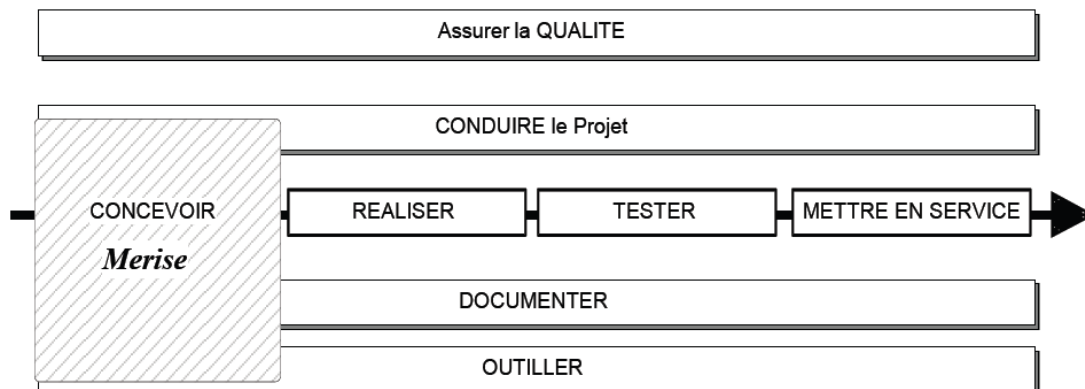 Assurer la QUALITE
CONDUIRE le Projet
CONCEVOIR
Merise
REALISER
TESTER
METTRE EN SERVICE
DOCUMENTER
OUTILLER